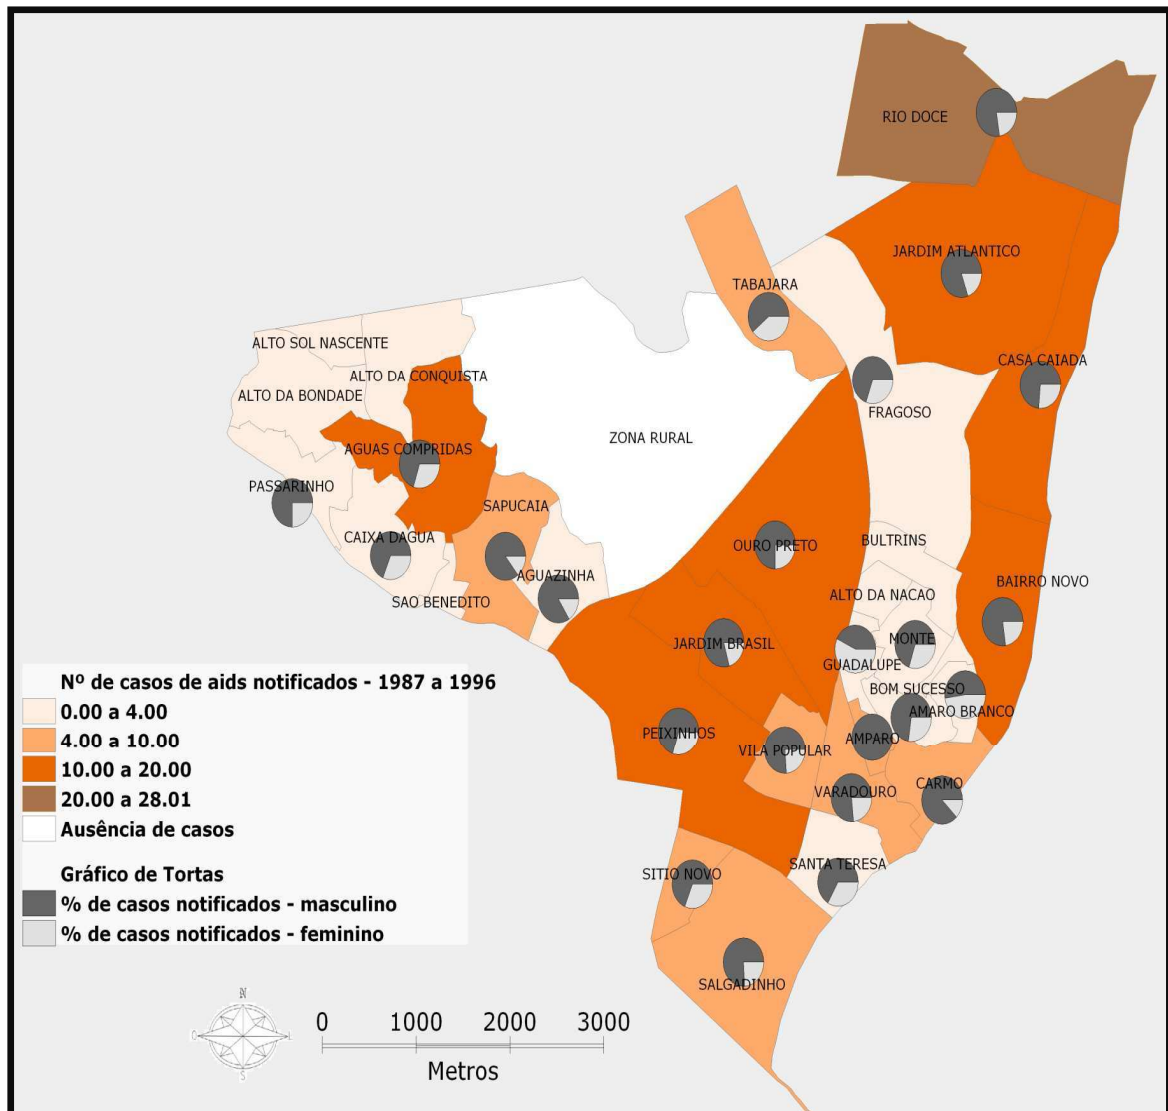 RIO DOCE
JARDIM ATLANTICO
TABAJARA
ALTO SOL NASCENTE
CASA CAIADA
ALTO DA CONQUISTA
ALTO DA BONDADE
FRAGOSO
ZONA RURAL
AGUAS COMPRIDAS
PASSARINHO
SAPUCAIA
CAIXA DAGUA
BULTRINS
OURO PRETO
AGUAZINHA
BAIRRO NOVO
ALTO DA NACAO
SAO BENEDITO
MONTE
JARDIM BRASIL
GUADALUPE
BOM SUCESSO
AMARO BRANCO
PEIXINHOS
AMPARO
VILA POPULAR
CARMO
VARADOURO
SANTA TERESA
SITIO NOVO
SALGADINHO
Nº de casos de aids notificados - 1987 a 1996
0.00 a 4.00
4.00 a 10.00
10.00 a 20.00
20.00 a 28.01
Ausência de casos
Gráfico de Tortas
% de casos notificados - masculino
% de casos notificados - feminino
N
O
L
S
0 1000 2000 3000
Metros